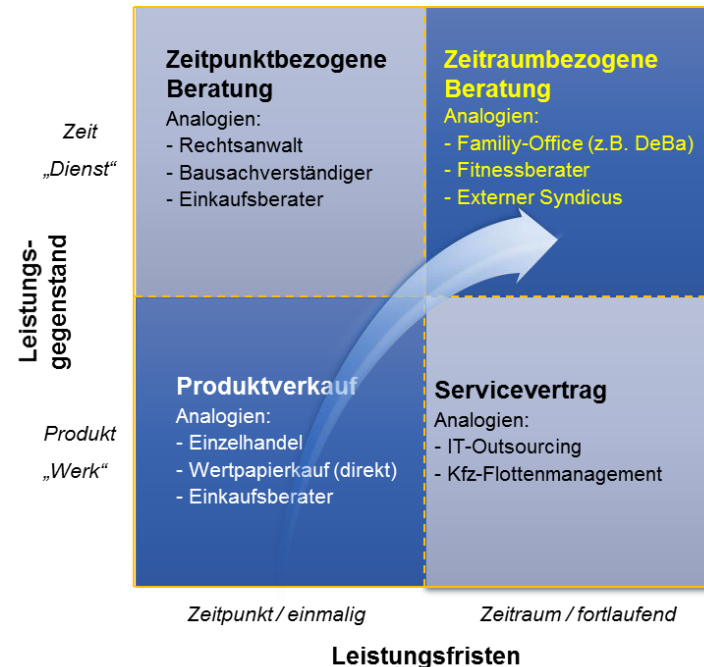 Zeitpunktbezogene
Beratung
Analogien:
- Rechtsanwalt
- Bausachverständiger
- Einkaufsberater
Zeitraumbezogene
Beratung
Analogien:
- Familiy-Office (z.B. DeBa)
- Fitnessberater
- Externer Syndicus
Zeit
„Dienst“
Leistungs-
gegenstand
Produkt
„Werk“
Produktverkauf
Analogien:
- Einzelhandel
- Wertpapierkauf (direkt)
- Einkaufsberater
Servicevertrag
Analogien:
- IT-Outsourcing
- Kfz-Flottenmanagement
Zeitpunkt / einmalig
Zeitraum / fortlaufend
Leistungsfristen